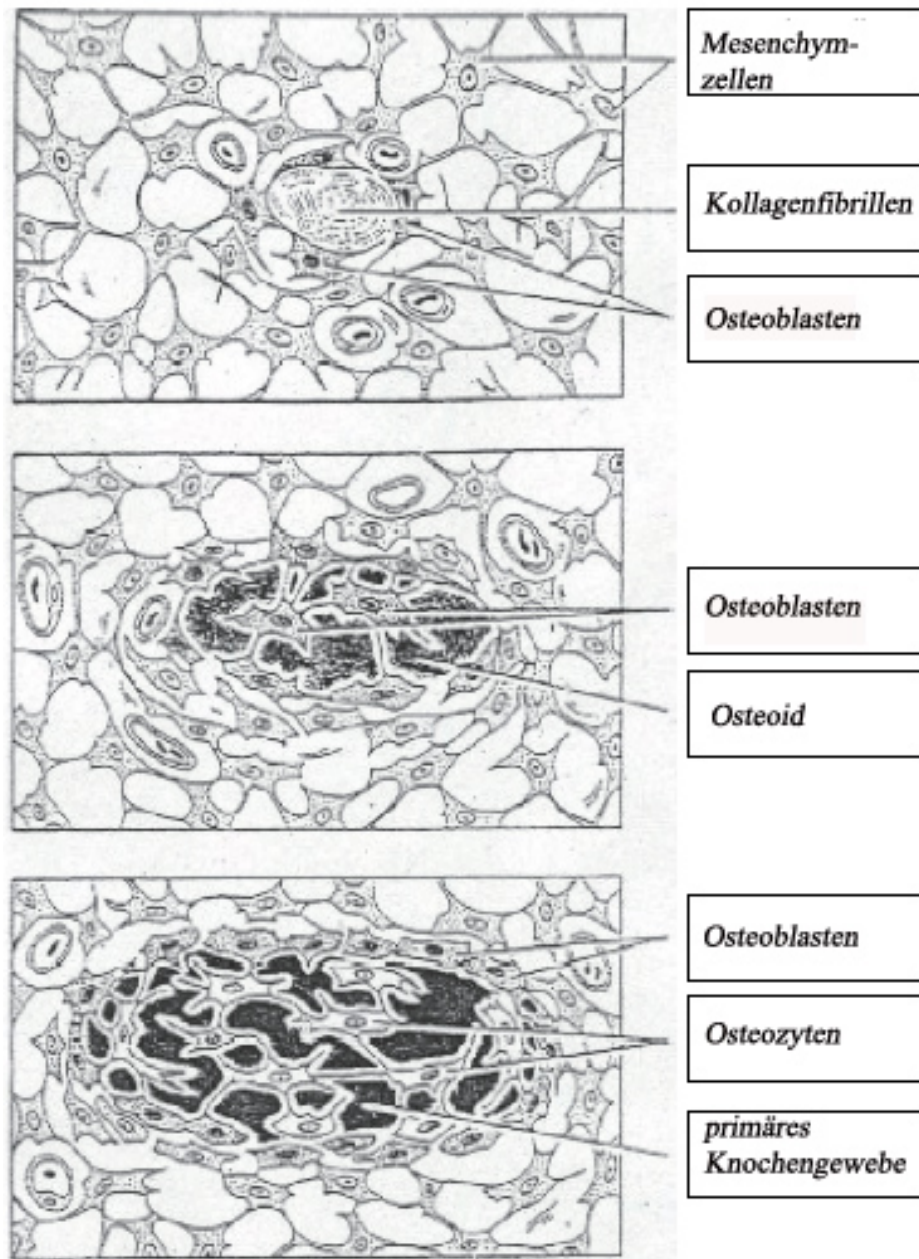 Mesenchym-
zellen
Kollagenfibrillen
Osteoblasten
Osteoblasten
Osteoid
Osteoblasten
Osteozyten
primäres
Knochengewebe